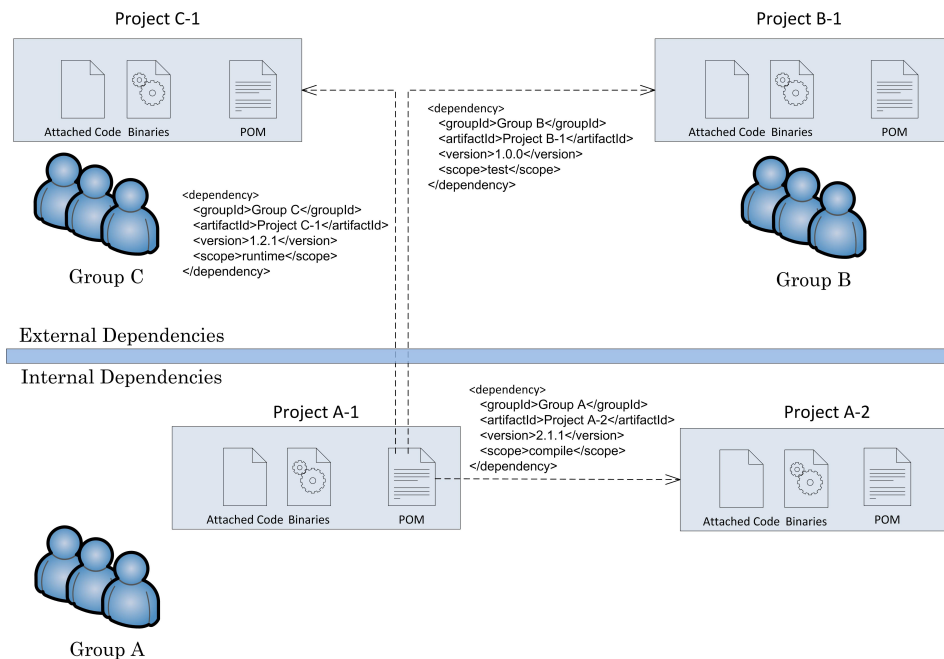 Project C-1
Attached Code Binaries POM
Group C
<dependency>
<groupId>Group C</groupId>
<artifactId>Project C-1</artifactId>
<version>1.2.1</version>
<scope>runtime</scope>
</dependency>
Project B-1
Attached Code Binaries POM
Group B
<dependency>
<groupId>Group B</groupId>
<artifactId>Project B-1</artifactId>
<version>1.0.0</version>
<scope>test</scope>
</dependency>
External Dependencies
Internal Dependencies
Project A-1
Attached Code Binaries POM
<dependency>
<groupId>Group A</groupId>
<artifactId>Project A-2</artifactId>
<version>2.1.1</version>
<scope>compile</scope>
</dependency>
Project A-2
Attached Code Binaries POM
Group A